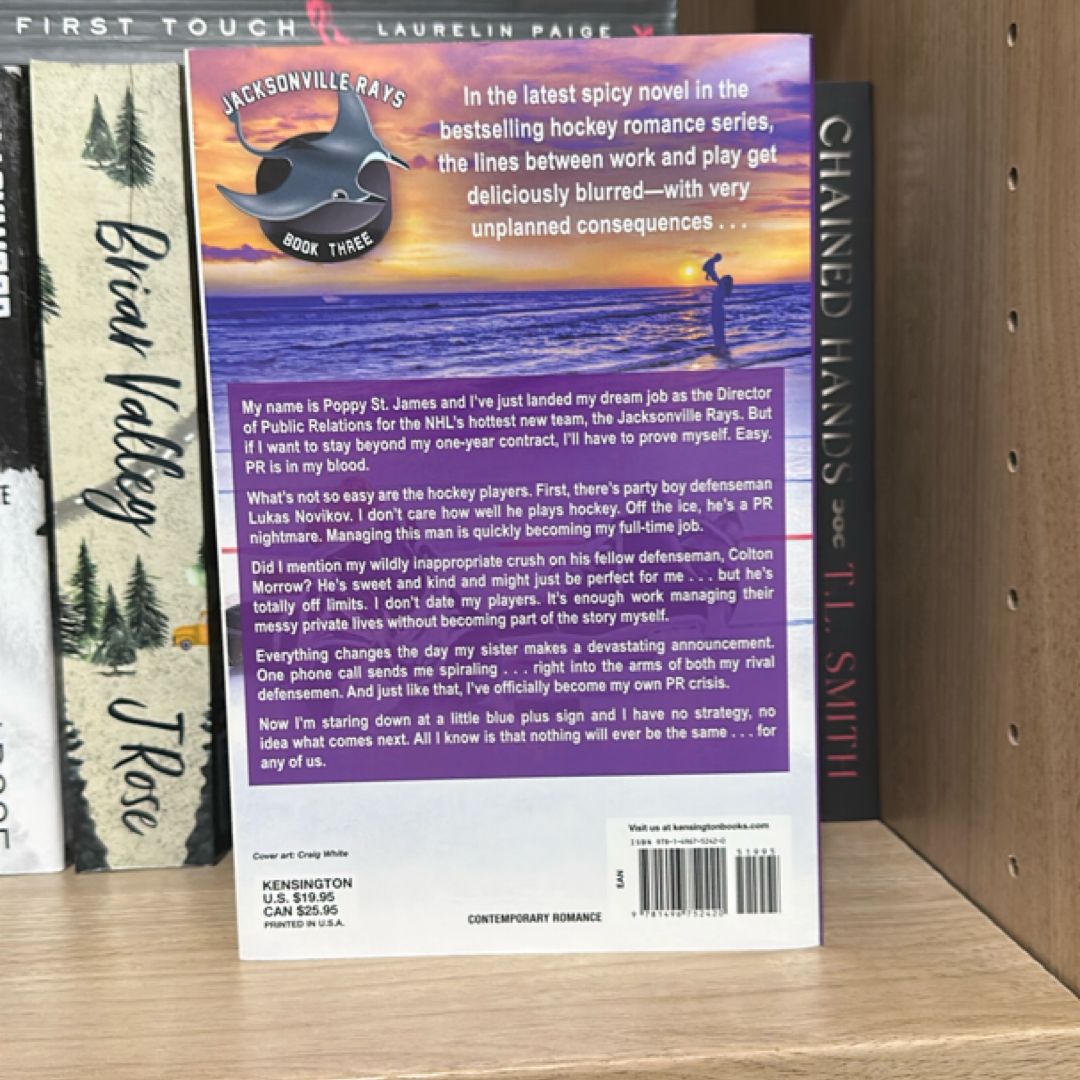 FIRST TOUCH LAURELIN PAIGE
JACKSONVILLE RAYS
BOOK THREE
In the latest spicy novel in the
bestselling hockey romance series,
the lines between work and play get
deliciously blurred—with very
unplanned consequences . . .
My name is Poppy St. James and I've just landed my dream job as the Director
of Public Relations for the NHL's hottest new team, the Jacksonville Rays. But
if I want to stay beyond my one-year contract, I'll have to prove myself. Easy.
PR is in my blood.
What's not so easy are the hockey players. First, there's party boy defenseman
Lukas Novikov. I don't care how well he plays hockey. Off the ice, he's a PR
nightmare. Managing this man is quickly becoming my full-time job.
Did I mention my wildly inappropriate crush on his fellow defenseman, Colton
Morrow? He's sweet and kind and might just be perfect for me . . . but he's
totally off limits. I don't date my players. It's enough work managing their
messy private lives without becoming part of the story myself.
Everything changes the day my sister makes a devastating announcement.
One phone call sends me spiraling . . . right into the arms of both my rival
defensemen. And just like that, I've officially become my own PR crisis.
Now I'm staring down at a little blue plus sign and I have no strategy, no
idea what comes next. All I know is that nothing will ever be the same . . . for
any of us.
Cover art: Craig White
KENSINGTON
U.S. $19.95
CAN $25.95
PRINTED IN U.S.A.
CONTEMPORARY ROMANCE
Visit us at kensingtonbooks.com
ISBN 978-1-4967-5242-0
51995
EAN
9 781496 752420
Briar Valley J Rose
CHAINED HANDS T.L. SMITH